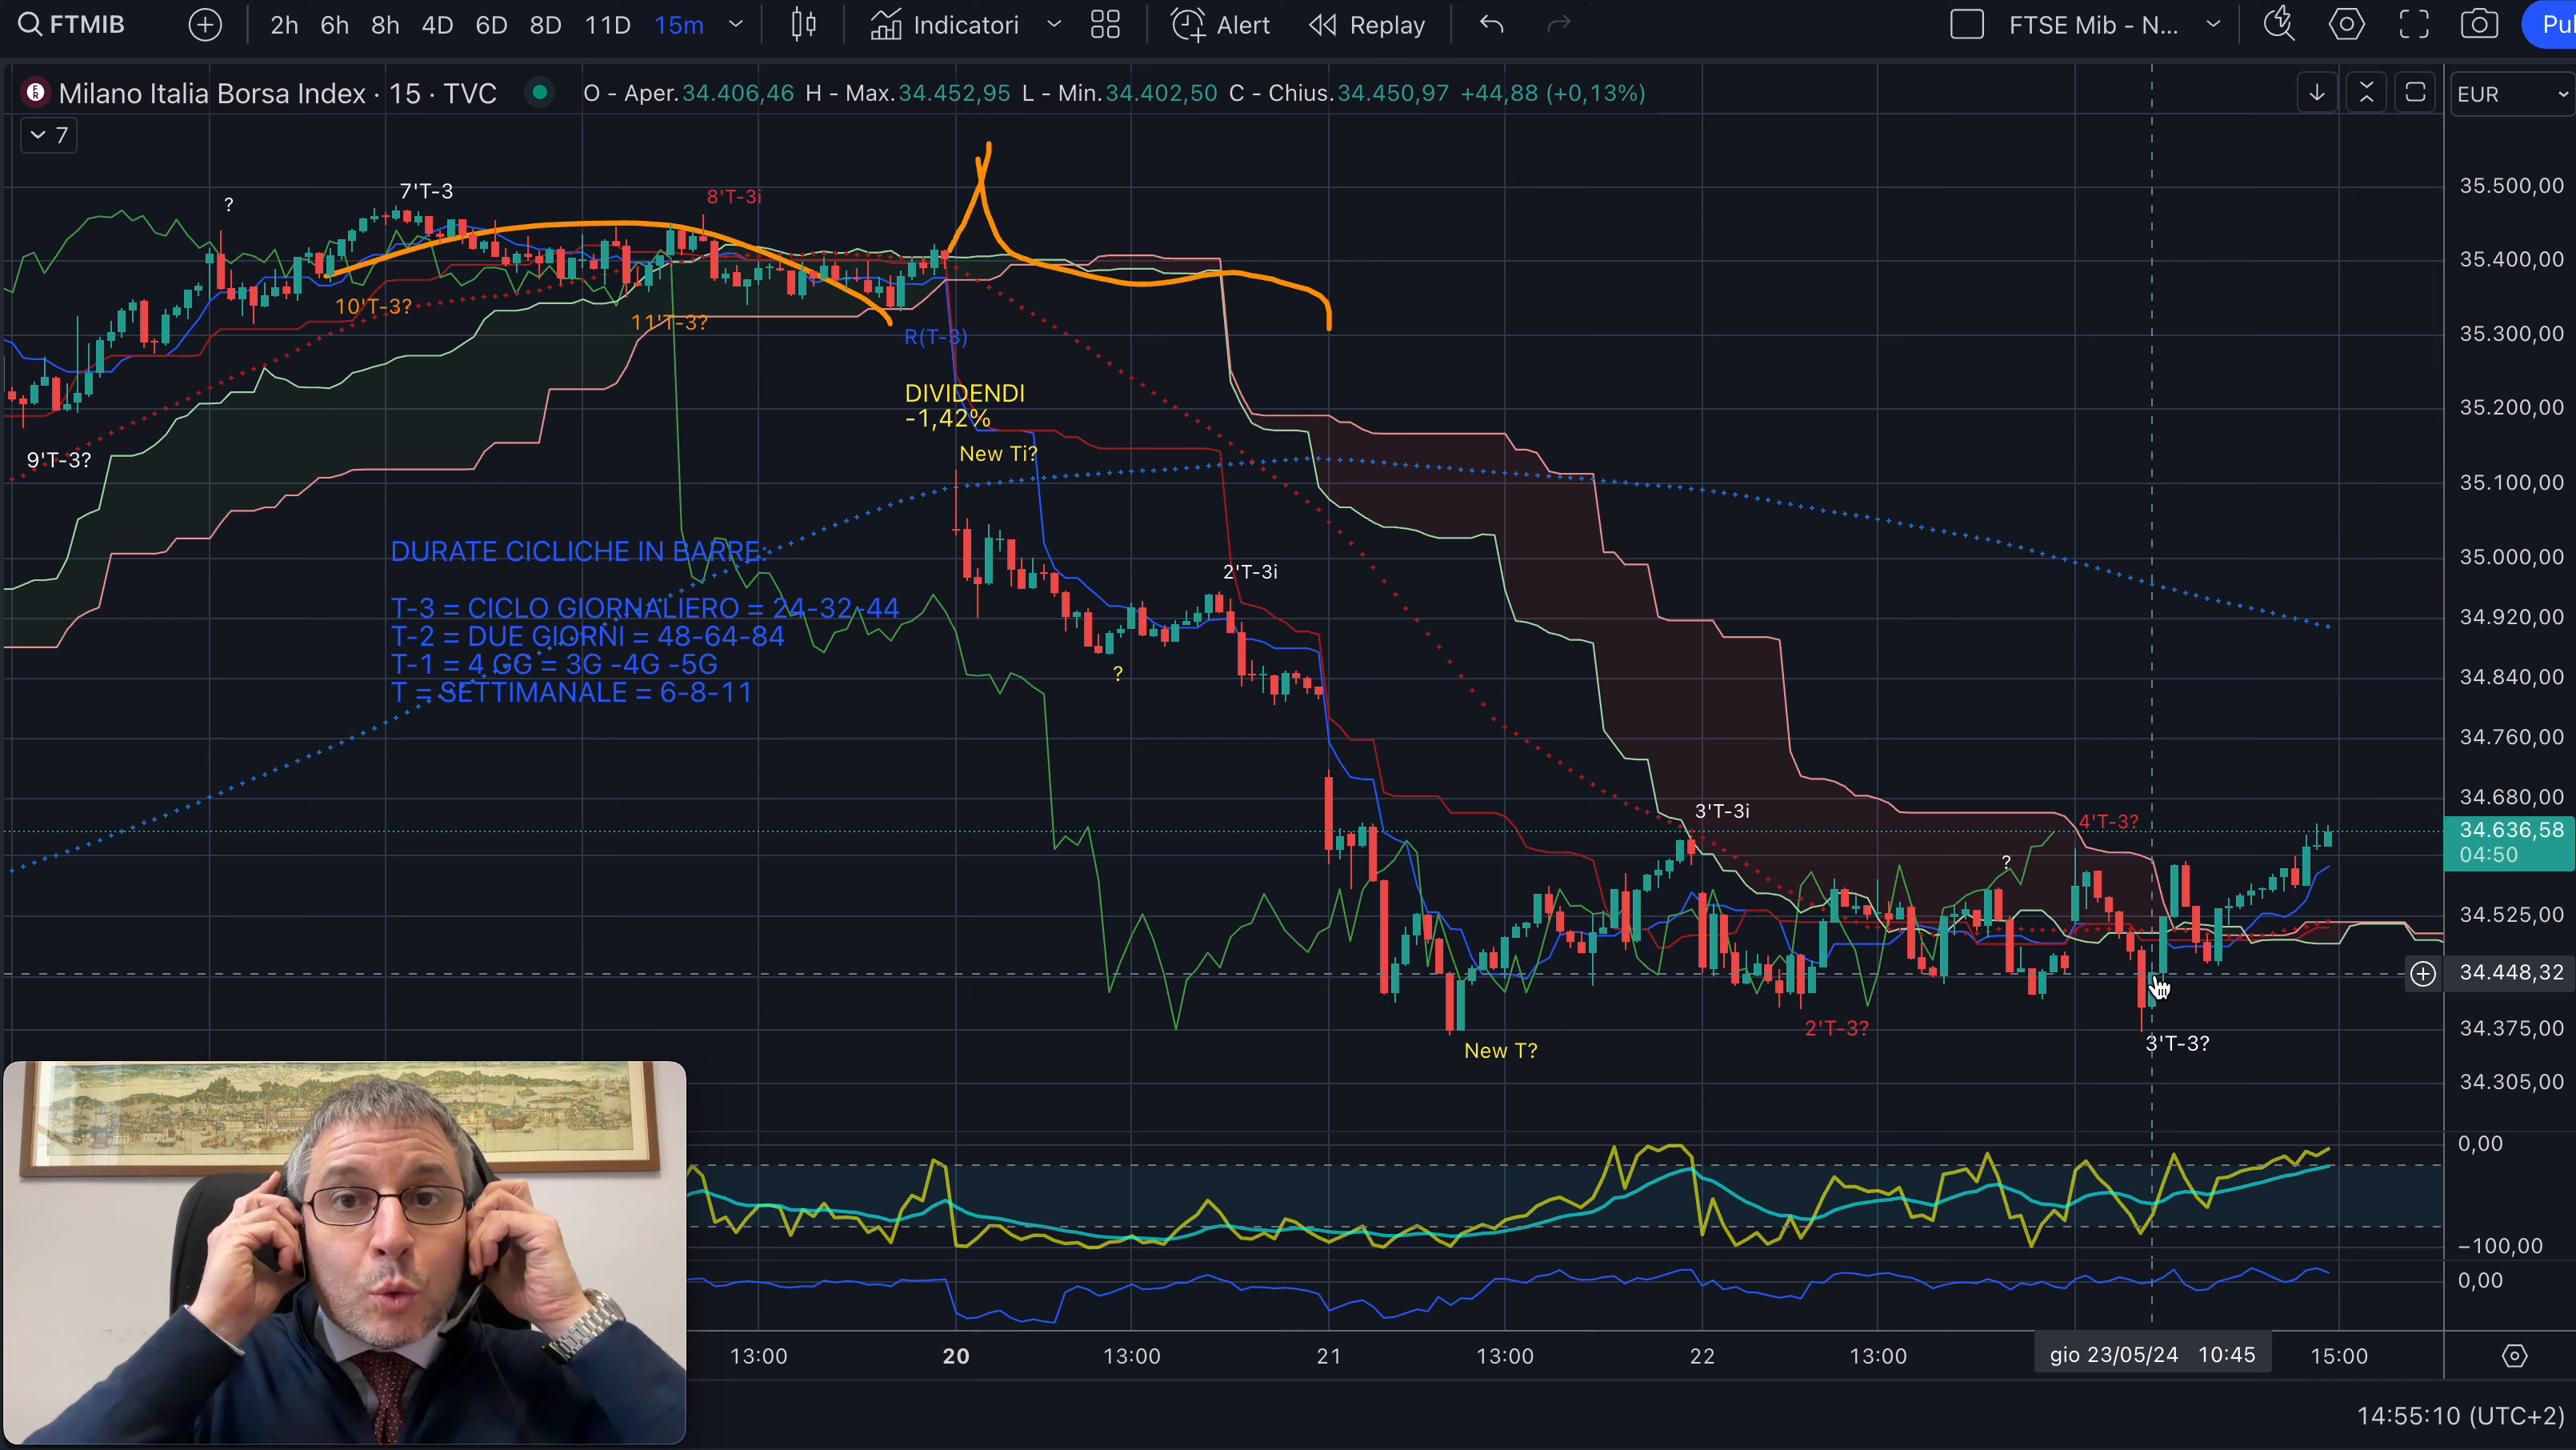 FTMIB 2h 6h 8h 4D 6D 8D 11D 15m Indicatori Alert Replay FTSE Mib - N... Pul
Milano Italia Borsa Index · 15 · TVC O - Aper.34.406,46 H - Max.34.452,95 L - Min.34.402,50 C - Chius.34.450,97 +44,88 (+0,13%) EUR
7
35.500,00
7'T-3
8'T-3i
?
35.400,00
10'T-3?
11'T-3?
R(T-3)
35.300,00
DIVIDENDI
-1,42%
35.200,00
New Ti?
9'T-3?
35.100,00
DURATE CICLICHE IN BARRE:
35.000,00
2'T-3i
T-3 = CICLO GIORNALIERO = 24-32-44
34.920,00
T-2 = DUE GIORNI = 48-64-84
T-1 = 4 GG = 3G -4G -5G
?
34.840,00
T = SETTIMANALE = 6-8-11
34.760,00
34.680,00
3'T-3i
4'T-3?
34.636,58
04:50
?
34.525,00
34.448,32
2'T-3?
34.375,00
New T?
3'T-3?
34.305,00
0,00
−100,00
0,00
13:00 20 13:00 21 13:00 22 13:00 gio 23/05/24 10:45 15:00
14:55:10 (UTC+2)